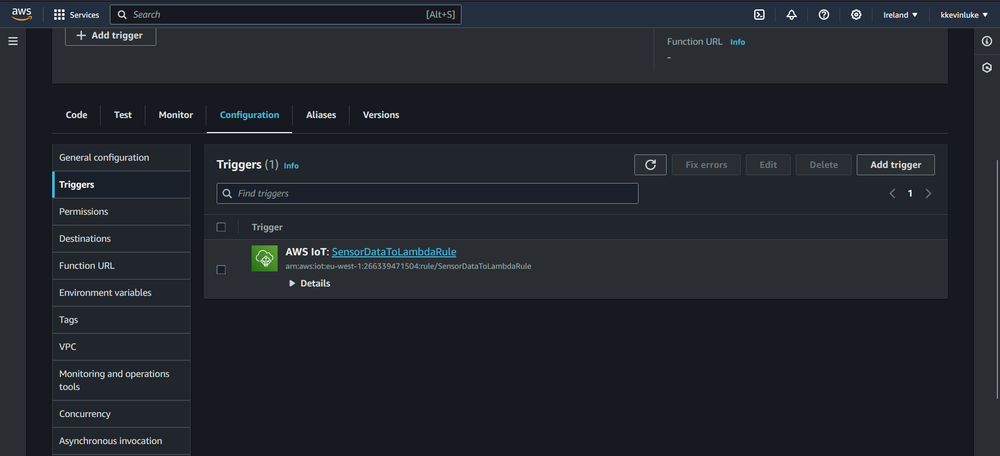 aws
Services
Search
[Alt+S]
Ireland
kkevinluke
Add trigger
Function URL Info
-
Code
Test
Monitor
Configuration
Aliases
Versions
General configuration
Triggers
Permissions
Destinations
Function URL
Environment variables
Tags
VPC
Monitoring and operations
tools
Concurrency
Asynchronous invocation
Triggers (1) Info
Fix errors
Edit
Delete
Add trigger
Find triggers
1
Trigger
AWS IoT: SensorDataToLambdaRule
arn:aws:iot:eu-west-1:266339471504:rule/SensorDataToLambdaRule
Details